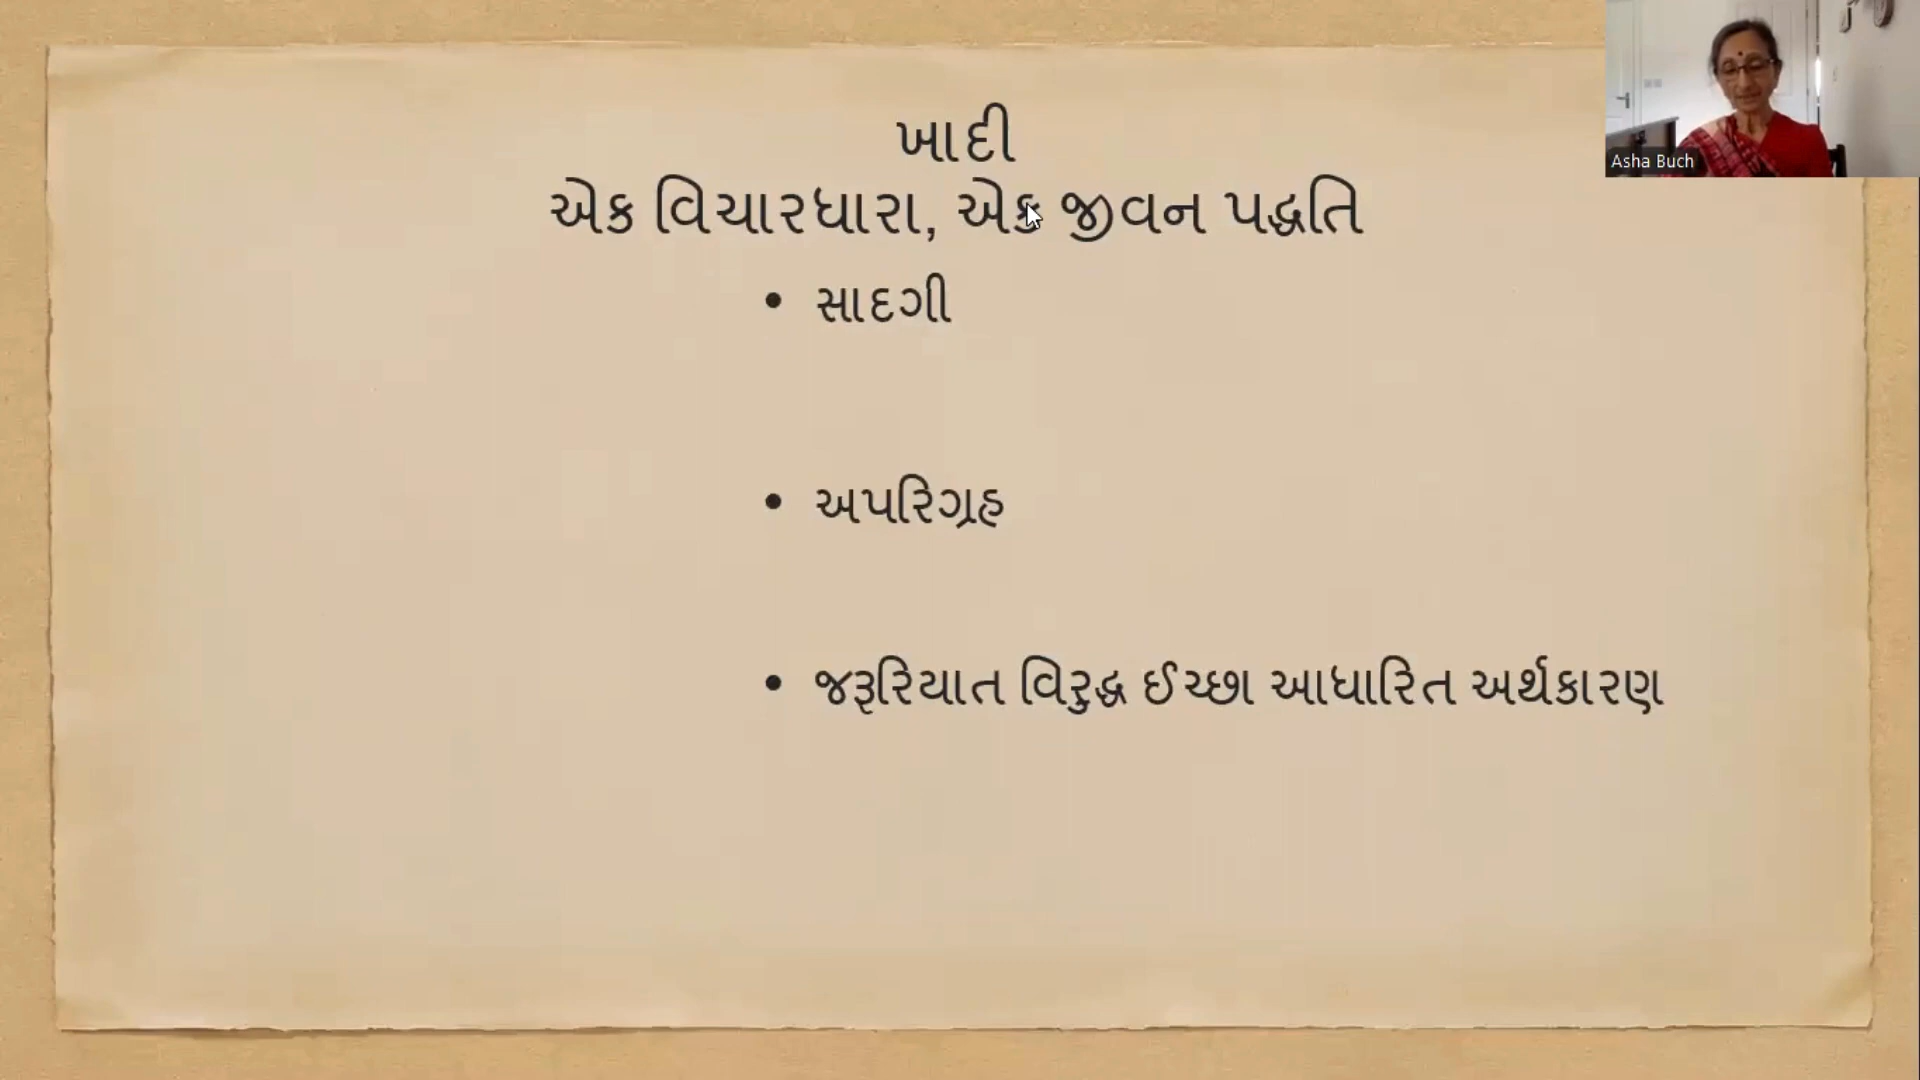 ખાદી
એક વિચારધારા, એક જીવન પદ્ધતિ
• સાદગી
• અપરિગ્રહ
• જરૂરિયાત વિરુદ્ધ ઈચ્છા આધારિત અર્થકારણ
Asha Buch